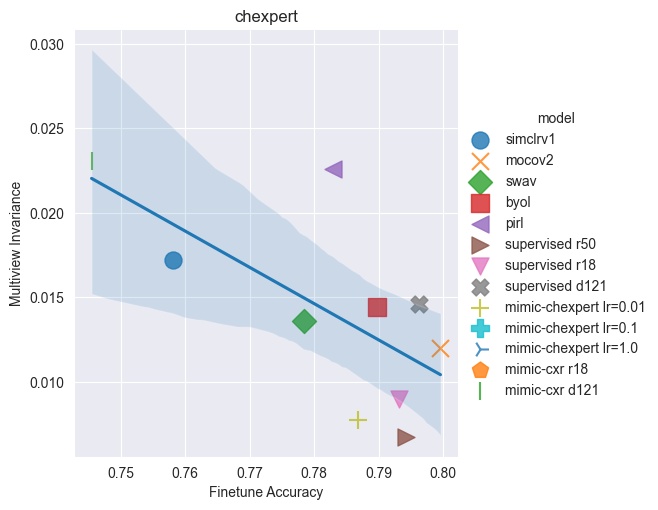 chexpert
0.030
0.025
0.020
0.015
0.010
Multiview Invariance
0.75 0.76 0.77 0.78 0.79 0.80
Finetune Accuracy
model
simclrv1
mocov2
swav
byol
pirl
supervised r50
supervised r18
supervised d121
mimic-chexpert lr=0.01
mimic-chexpert lr=0.1
mimic-chexpert lr=1.0
mimic-cxr r18
mimic-cxr d121